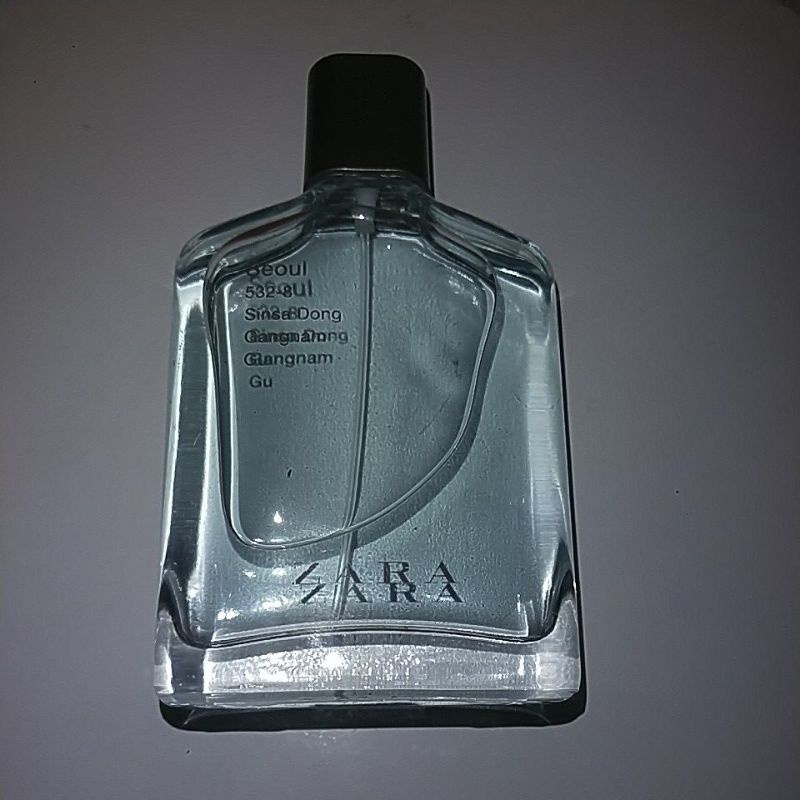 Seoul
532-8
Sinsa Dong
Gangnam
Gu
ZARA